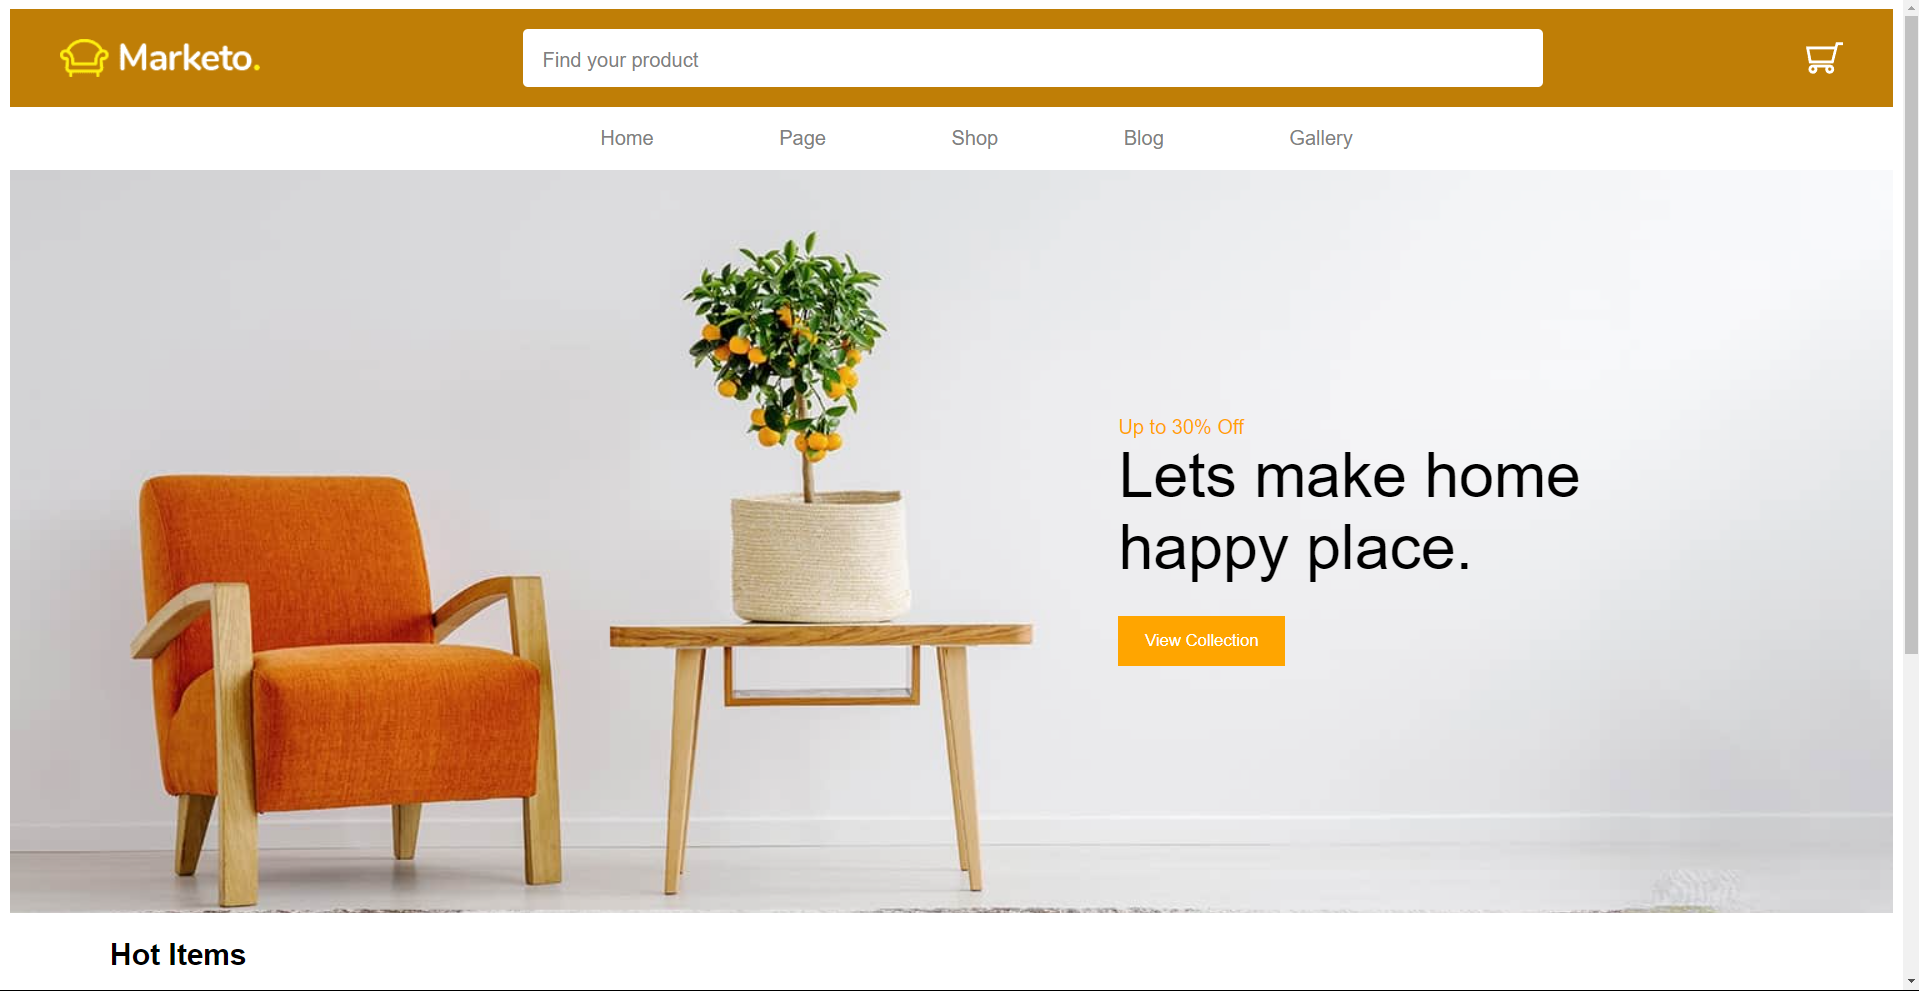 Marketo.
Find your product
Home Page Shop Blog Gallery
Up to 30% Off
Lets make home
happy place.
View Collection
Hot Items